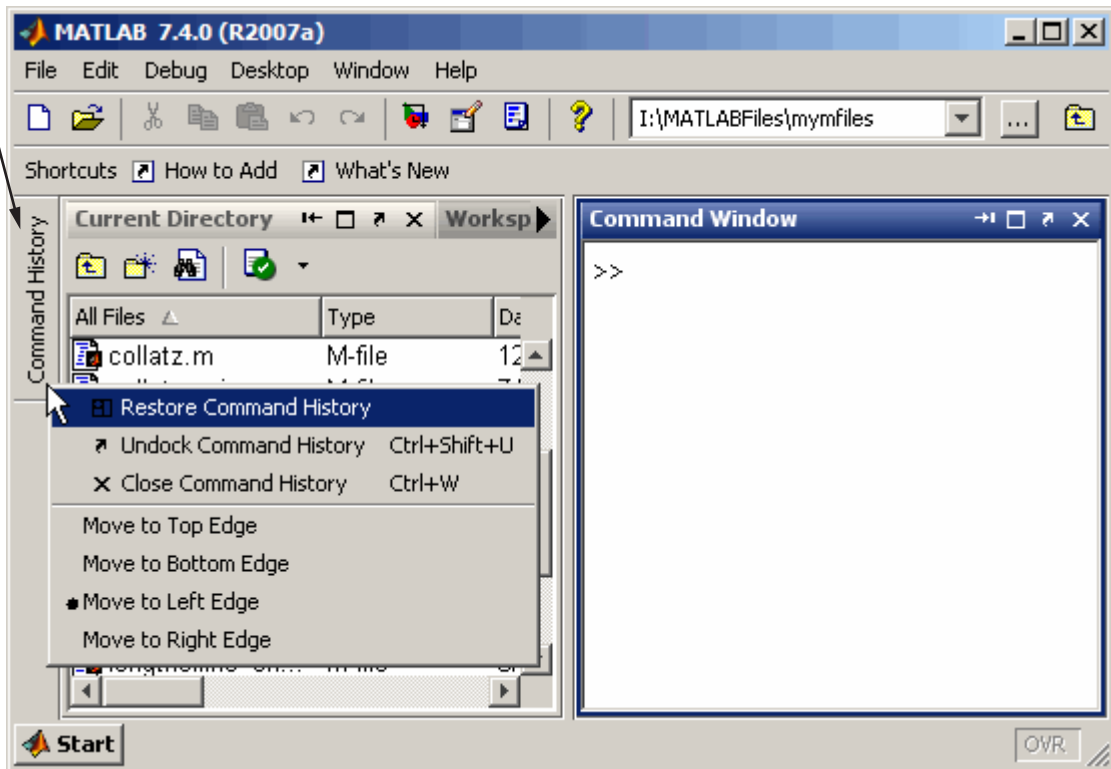 MATLAB 7.4.0 (R2007a)
File Edit Debug Desktop Window Help
I:\MATLABFiles\mymfiles ...
Shortcuts How to Add What's New
Command History
Current Directory Worksp
All Files Type Da
collatz.m M-file 12
Restore Command History
Undock Command History Ctrl+Shift+U
Close Command History Ctrl+W
Move to Top Edge
Move to Bottom Edge
Move to Left Edge
Move to Right Edge
Command Window
>>
Start
OVR